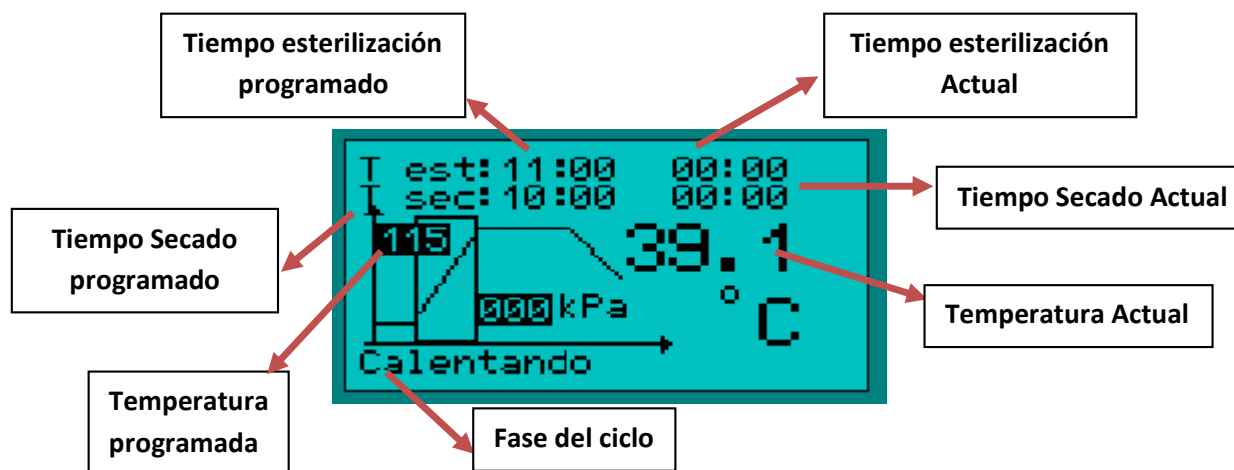 Tiempo esterilización
programado
Tiempo esterilización
Actual
T est:11:00 00:00
T sec:10:00 00:00
Tiempo Secado Actual
Tiempo Secado
programado
115
39.1
°C
000 kPa
Temperatura Actual
Calentando
Temperatura
programada
Fase del ciclo